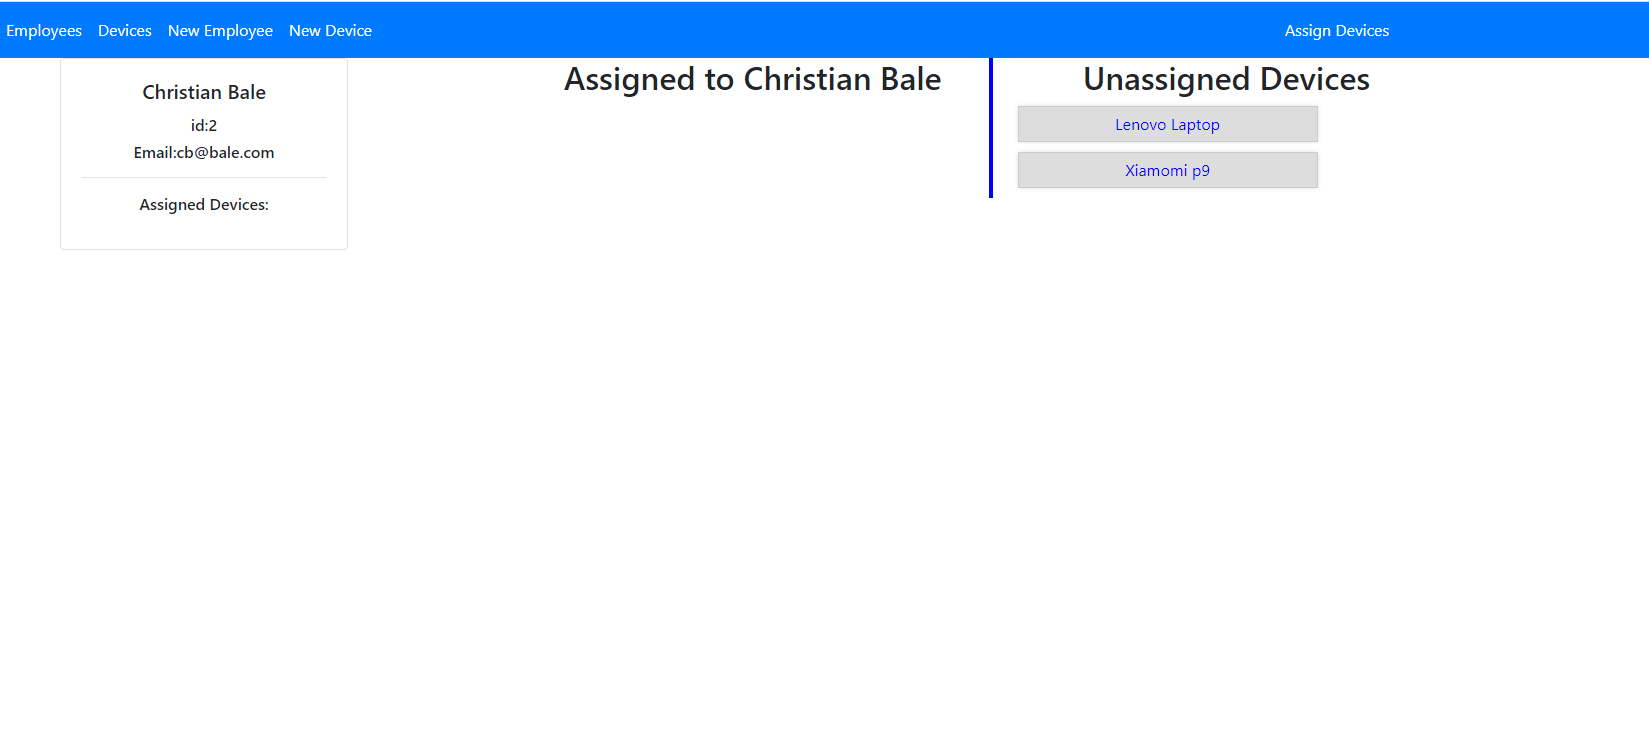 Employees Devices New Employee New Device Assign Devices
Christian Bale
id:2
Email:cb@bale.com
Assigned Devices:
Assigned to Christian Bale
Unassigned Devices
Lenovo Laptop
Xiamomi p9